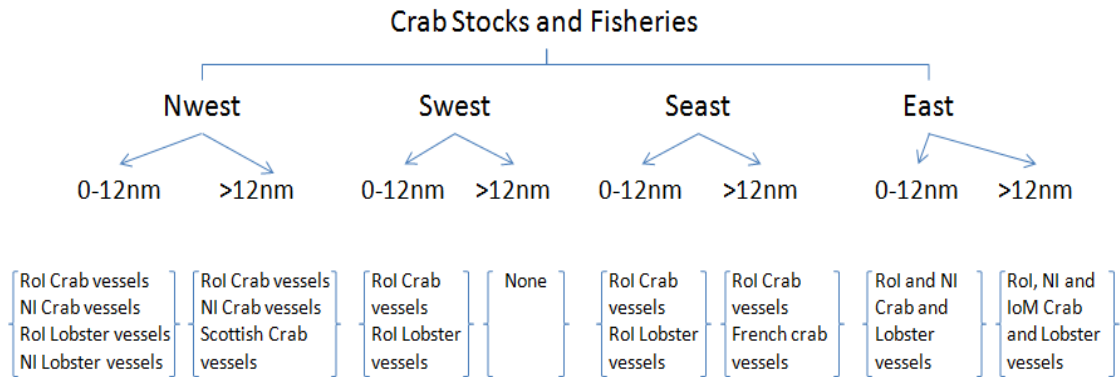 Crab Stocks and Fisheries
Nwest
Swest
Seast
East
0-12nm
>12nm
0-12nm
>12nm
0-12nm
>12nm
0-12nm
>12nm
RoI Crab vessels
NI Crab vessels
RoI Lobster vessels
NI Lobster vessels
RoI Crab vessels
NI Crab vessels
Scottish Crab
vessels
RoI Crab
vessels
RoI Lobster
vessels
None
RoI Crab
vessels
RoI Lobster
vessels
RoI Crab
vessels
French crab
vessels
RoI and NI
Crab and
Lobster
vessels
RoI, NI and
IoM Crab
and Lobster
vessels